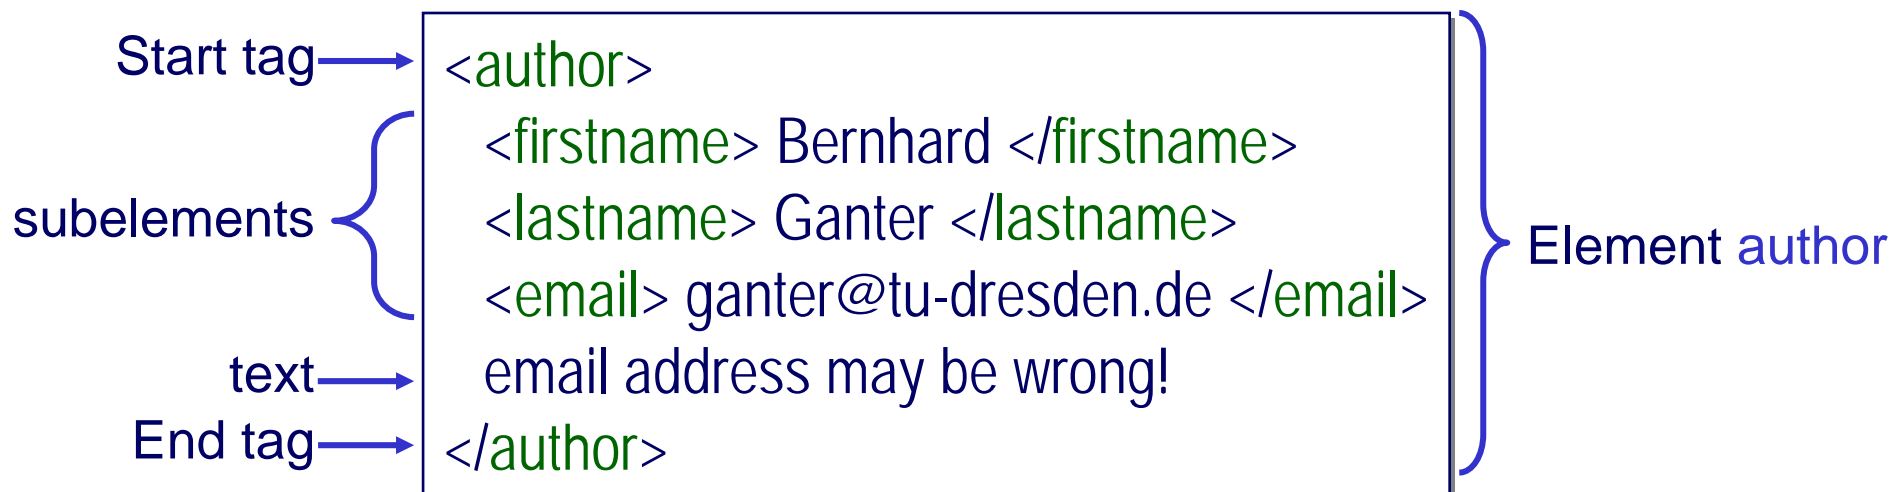 Start tag
<author>
<firstname> Bernhard </firstname>
subelements
<lastname> Ganter </lastname>
Element author
<email> ganter@tu-dresden.de </email>
text
email address may be wrong!
End tag
</author>